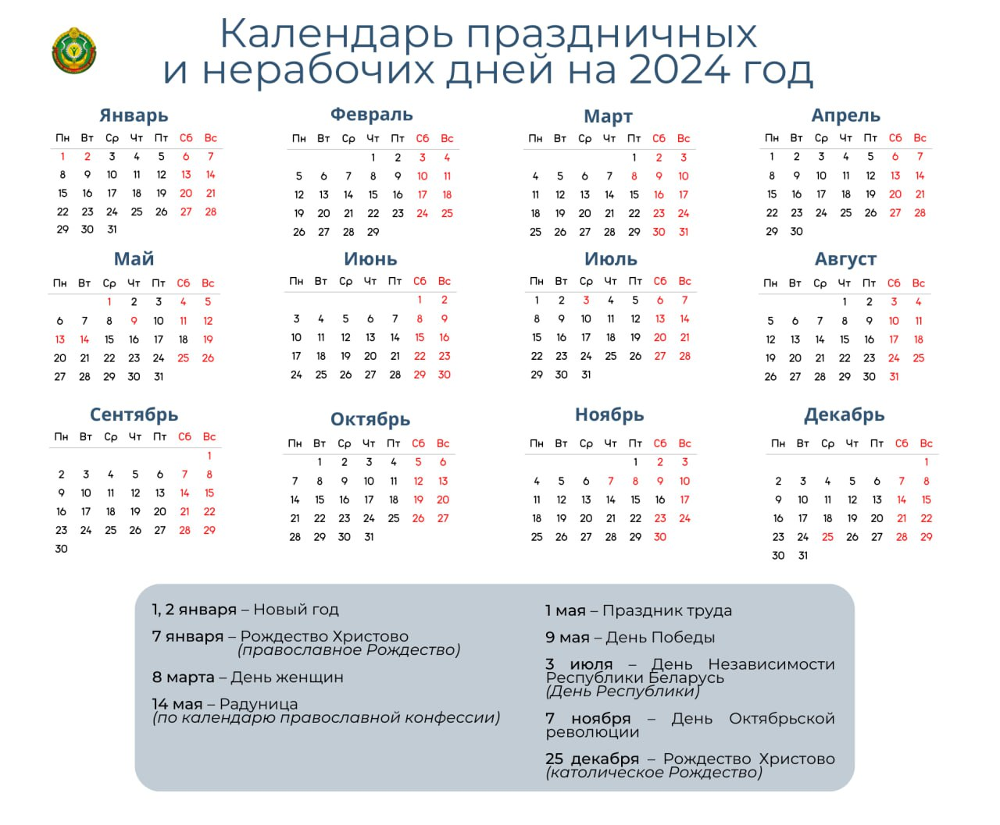 Календарь праздничных
и нерабочих дней на 2024 год
Январь
Пн Вт Ср Чт Пт Сб Вс
1 2 3 4 5 6 7
8 9 10 11 12 13 14
15 16 17 18 19 20 21
22 23 24 25 26 27 28
29 30 31
Февраль
Пн Вт Ср Чт Пт Сб Вс
1 2 3 4
5 6 7 8 9 10 11
12 13 14 15 16 17 18
19 20 21 22 23 24 25
26 27 28 29
Март
Пн Вт Ср Чт Пт Сб Вс
1 2 3
4 5 6 7 8 9 10
11 12 13 14 15 16 17
18 19 20 21 22 23 24
25 26 27 28 29 30 31
Апрель
Пн Вт Ср Чт Пт Сб Вс
1 2 3 4 5 6 7
8 9 10 11 12 13 14
15 16 17 18 19 20 21
22 23 24 25 26 27 28
29 30
Май
Пн Вт Ср Чт Пт Сб Вс
1 2 3 4 5
6 7 8 9 10 11 12
13 14 15 16 17 18 19
20 21 22 23 24 25 26
27 28 29 30 31
Июнь
Пн Вт Ср Чт Пт Сб Вс
1 2
3 4 5 6 7 8 9
10 11 12 13 14 15 16
17 18 19 20 21 22 23
24 25 26 27 28 29 30
Июль
Пн Вт Ср Чт Пт Сб Вс
1 2 3 4 5 6 7
8 9 10 11 12 13 14
15 16 17 18 19 20 21
22 23 24 25 26 27 28
29 30 31
Август
Пн Вт Ср Чт Пт Сб Вс
1 2 3 4
5 6 7 8 9 10 11
12 13 14 15 16 17 18
19 20 21 22 23 24 25
26 27 28 29 30 31
Сентябрь
Пн Вт Ср Чт Пт Сб Вс
1
2 3 4 5 6 7 8
9 10 11 12 13 14 15
16 17 18 19 20 21 22
23 24 25 26 27 28 29
30
Октябрь
Пн Вт Ср Чт Пт Сб Вс
1 2 3 4 5 6
7 8 9 10 11 12 13
14 15 16 17 18 19 20
21 22 23 24 25 26 27
28 29 30 31
Ноябрь
Пн Вт Ср Чт Пт Сб Вс
1 2 3
4 5 6 7 8 9 10
11 12 13 14 15 16 17
18 19 20 21 22 23 24
25 26 27 28 29 30
Декабрь
Пн Вт Ср Чт Пт Сб Вс
1
2 3 4 5 6 7 8
9 10 11 12 13 14 15
16 17 18 19 20 21 22
23 24 25 26 27 28 29
30 31
1, 2 января – Новый год
7 января – Рождество Христово
(православное Рождество)
8 марта – День женщин
14 мая – Радуница
(по календарю православной конфессии)
1 мая – Праздник труда
9 мая – День Победы
3 июля – День Независимости
Республики Беларусь
(День Республики)
7 ноября – День Октябрьской
революции
25 декабря – Рождество Христово
(католическое Рождество)